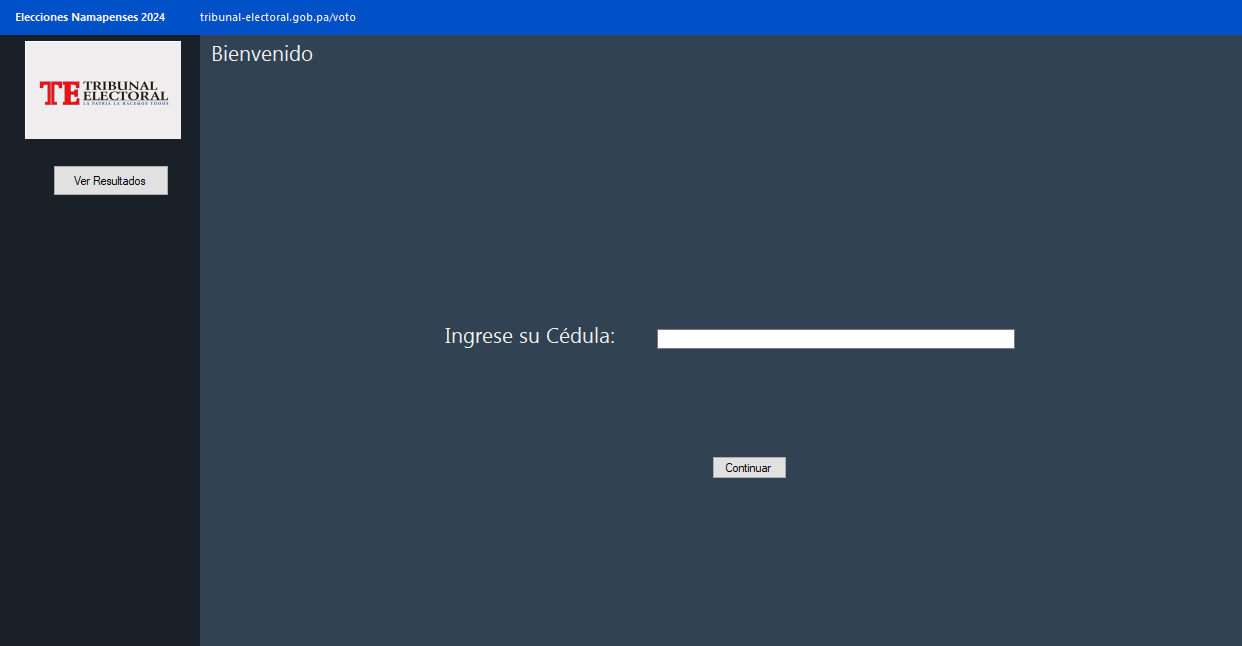 Elecciones Namapenses 2024
tribunal-electoral.gob.pa/voto
TE TRIBUNAL
ELECTORAL
LA PATRIA LA HACEMOS TODOS
Bienvenido
Ver Resultados
Ingrese su Cédula:
Continuar